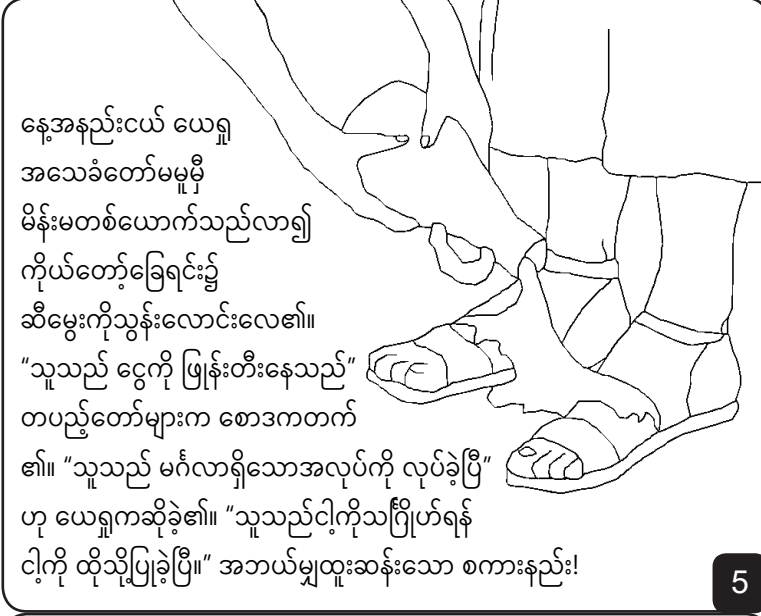 နေ့အနည်းငယ် ယေရှု
အသေခံတော်မမူမှီ
မိန်းမတစ်ယောက်သည်လာ၍
ကိုယ်တော့်ခြေရင်း၌
ဆီမွှေးကိုသွန်းလောင်းလေ၏။
“သူသည် ငွေကို ဖြုန်းတီးနေသည်”
တပည့်တော်များက စောဒကတက်
၏။ “သူသည် မင်္ဂလာရှိသောအလုပ်ကို လုပ်ခဲ့ပြီ”
ဟု ယေရှုကဆိုခဲ့၏။ “သူသည်ငါ့ကိုသင်္ဂြိုဟ်ရန်
ငါ့ကို ထိုသို့ပြုခဲ့ပြီ။” အဘယ်မျှထူးဆန်းသော စကားနည်း!
5